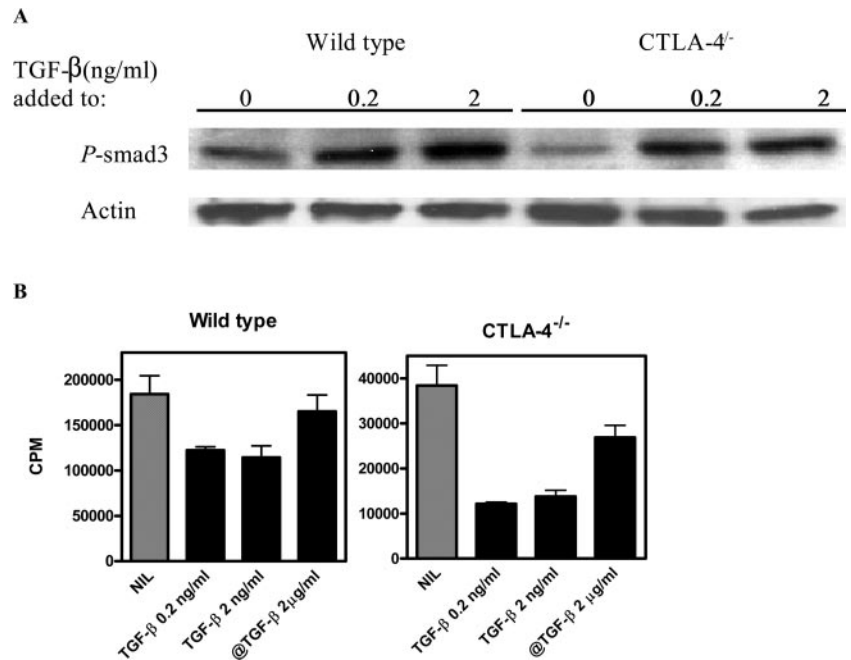 A
Wild type CTLA-4/-
TGF-β(ng/ml)
added to:
0 0.2 2 0 0.2 2
P-smad3
Actin
B
Wild type
CTLA-4-/-
CPM
200000
150000
100000
50000
0
NIL
TGF-β 0.2 ng/ml
TGF-β 2 ng/ml
@TGF-β 2μg/ml
40000
30000
20000
10000
0
NIL
TGF-β 0.2 ng/ml
TGF-β 2 ng/ml
@TGF-β 2 μg/ml